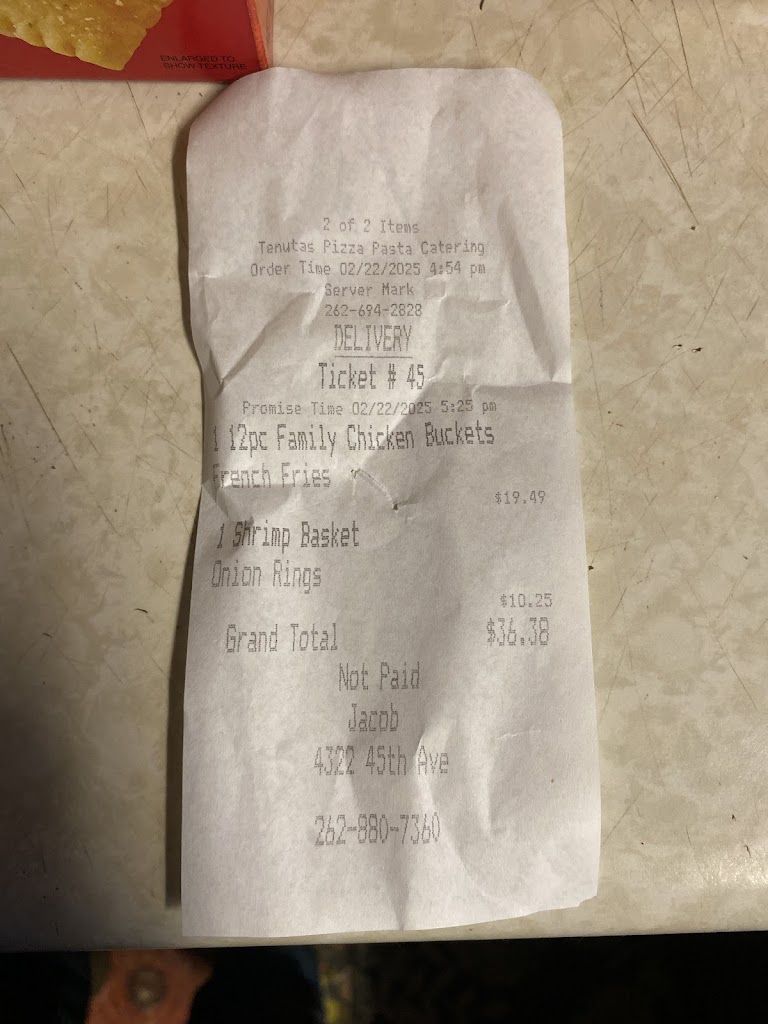 ENLARGED TO
SHOW TEXTURE
2 of 2 Items
Tenutas Pizza Pasta Catering
Order Time 02/22/2025 4:54 pm
Server Mark
262-694-2828
DELIVERY
Ticket # 45
Promise Time 02/22/2025 5:25 pm
1 12pc Family Chicken Buckets
French Fries
$19.49
1 Shrimp Basket
Onion Rings
$10.25
Grand Total $36.38
Not Paid
Jacob
4322 45th Ave
262-880-7360